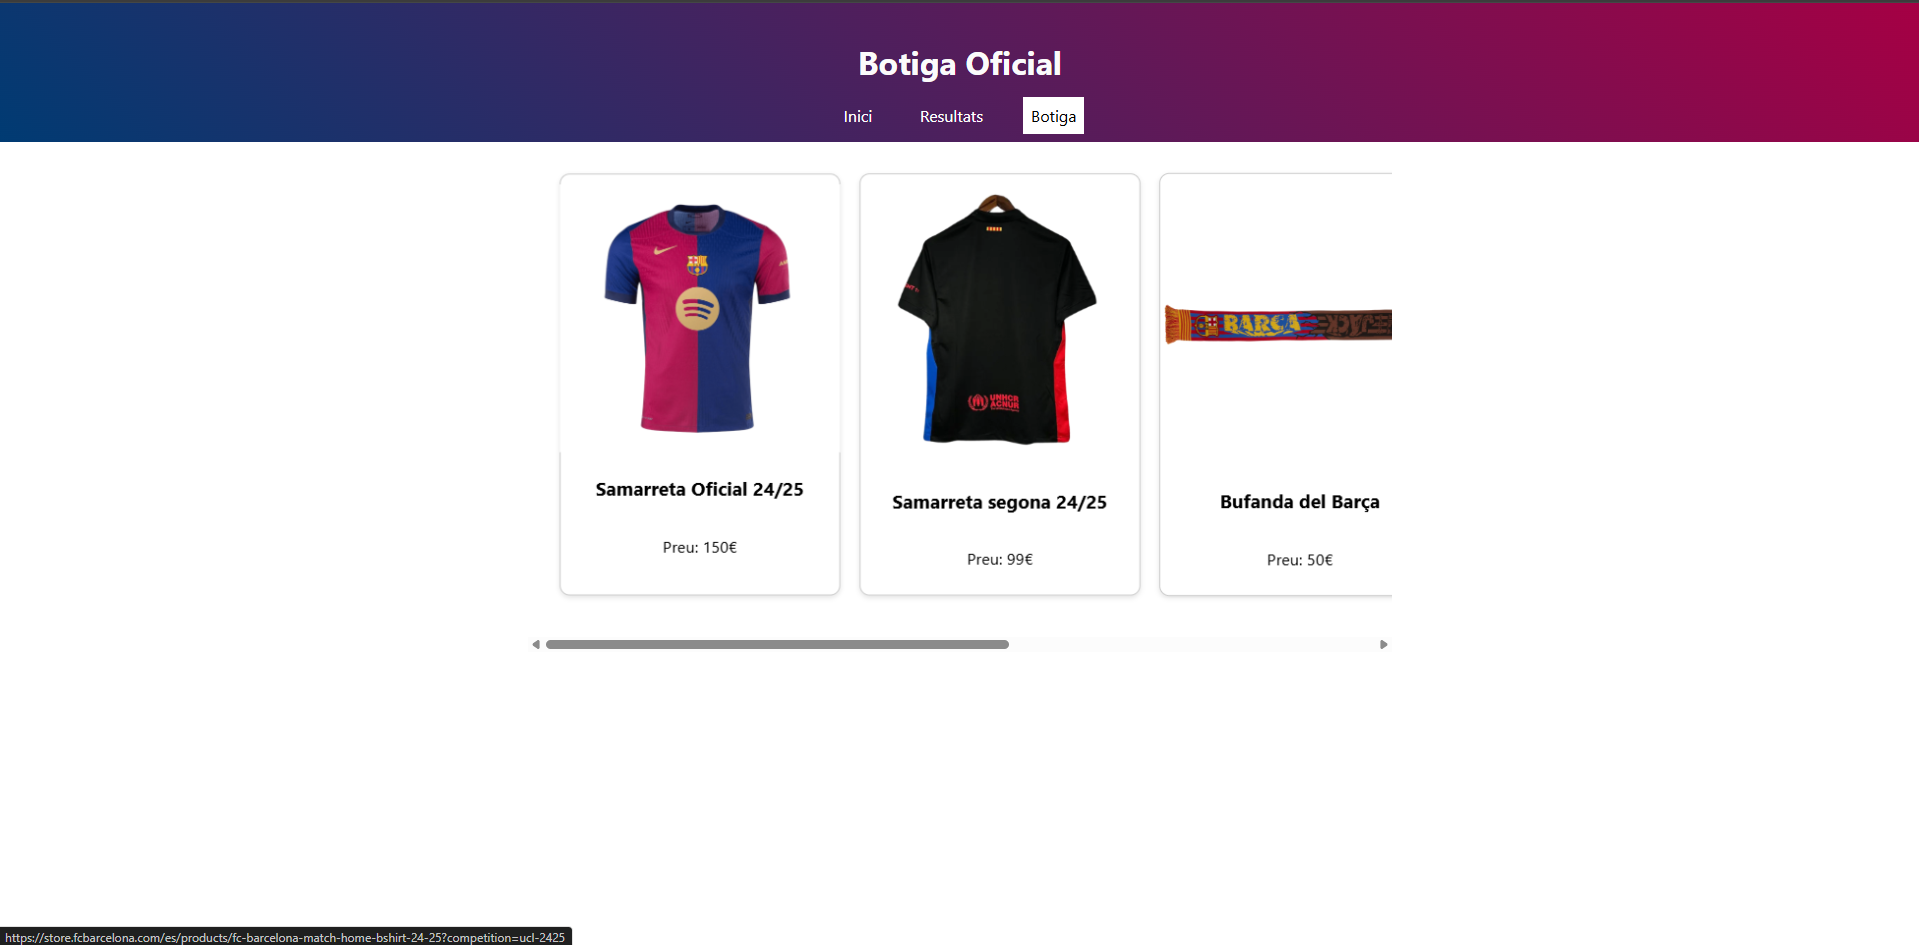 Botiga Oficial
Inici Resultats Botiga
UNHCR
ACNUR
BARÇA
Samarreta Oficial 24/25
Samarreta segona 24/25
Bufanda del Barça
Preu: 150€
Preu: 99€
Preu: 50€
https://store.fcbarcelona.com/es/products/fc-barcelona-match-home-bshirt-24-25?competition=ucl-2425